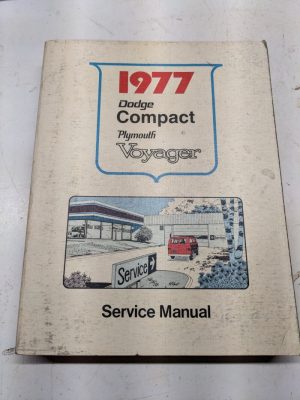 1977
Dodge
Compact
Plymouth
Voyager
Service
Service Manual